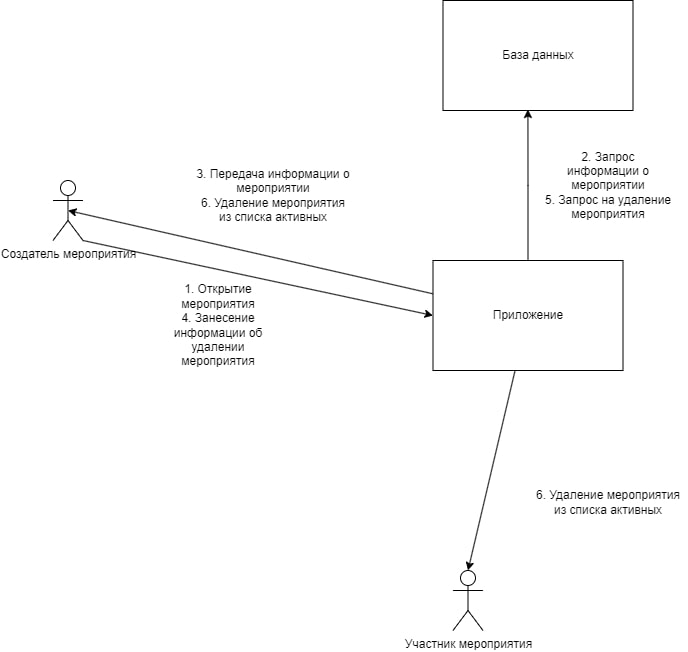 База данных
2. Запрос
информации о
мероприятии
5. Запрос на удаление
мероприятия
3. Передача информации о
мероприятии
6. Удаление мероприятия
из списка активных
Создатель мероприятия
1. Открытие
мероприятия
4. Занесение
информации об
удалении
мероприятия
Приложение
6. Удаление мероприятия
из списка активных
Участник мероприятия